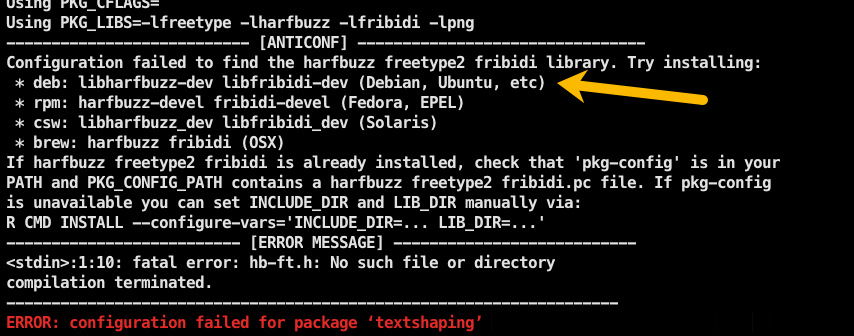 Using PKG_CFLAGS=
Using PKG_LIBS=-lfreetype -lharfbuzz -lfribidi -lpng
--------------------------- [ANTICONF] --------------------------------
Configuration failed to find the harfbuzz freetype2 fribidi library. Try installing:
 * deb: libharfbuzz-dev libfribidi-dev (Debian, Ubuntu, etc)
 * rpm: harfbuzz-devel fribidi-devel (Fedora, EPEL)
 * csw: libharfbuzz_dev libfribidi_dev (Solaris)
 * brew: harfbuzz fribidi (OSX)
If harfbuzz freetype2 fribidi is already installed, check that 'pkg-config' is in your
PATH and PKG_CONFIG_PATH contains a harfbuzz freetype2 fribidi.pc file. If pkg-config
is unavailable you can set INCLUDE_DIR and LIB_DIR manually via:
R CMD INSTALL --configure-vars='INCLUDE_DIR=... LIB_DIR=...'
-------------------------- [ERROR MESSAGE] ---------------------------
<stdin>:1:10: fatal error: hb-ft.h: No such file or directory
compilation terminated.
--------------------------------------------------------------------
ERROR: configuration failed for package ‘textshaping’